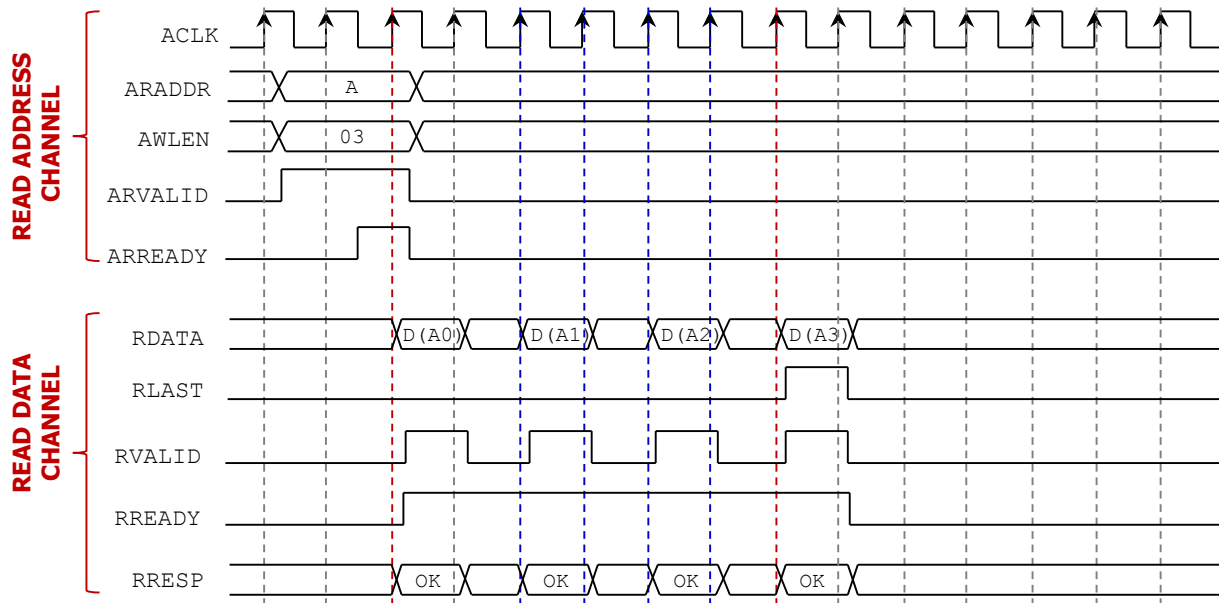 READ ADDRESS
CHANNEL
ACLK
ARADDR A
AWLEN 03
ARVALID
ARREADY
READ DATA
CHANNEL
RDATA D(A0) D(A1) D(A2) D(A3)
RLAST
RVALID
RREADY
RRESP OK OK OK OK